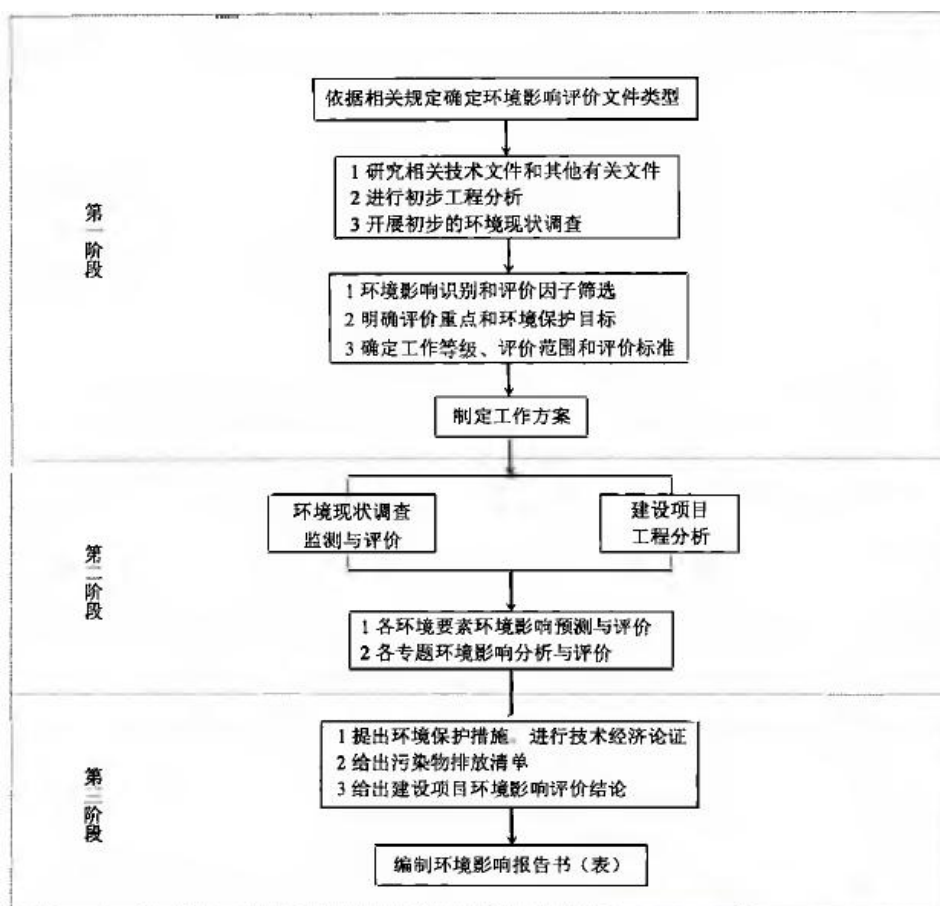 依据相关规定确定环境影响评价文件类型
1 研究相关技术文件和其他有关文件
2 进行初步工程分析
3 开展初步的环境现状调查
第一阶段
1 环境影响识别和评价因子筛选
2 明确评价重点和环境保护目标
3 确定工作等级、评价范围和评价标准
制定工作方案
环境现状调查
监测与评价
建设项目
工程分析
第二阶段
1 各环境要素环境影响预测与评价
2 各专题环境影响分析与评价
1 提出环境保护措施。进行技术经济论证
2 给出污染物排放清单
3 给出建设项目环境影响评价结论
第三阶段
编制环境影响报告书（表）